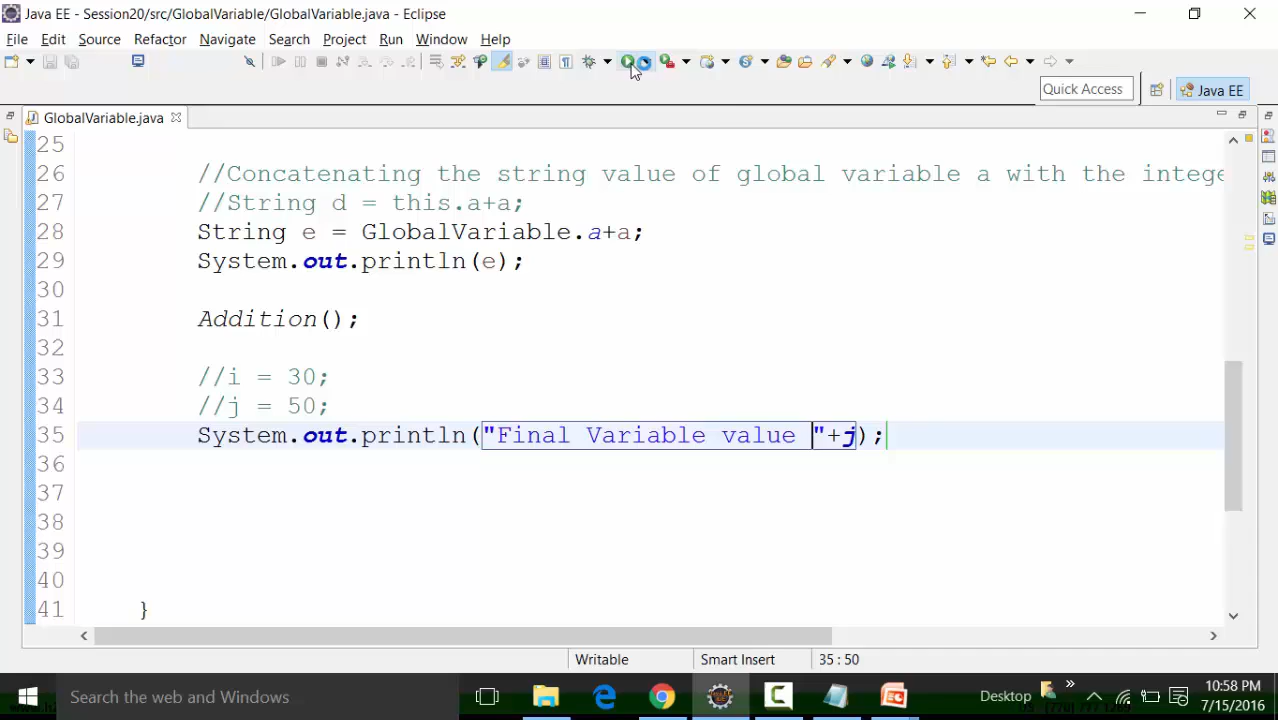 Java EE - Session20/src/GlobalVariable/GlobalVariable.java - Eclipse
File Edit Source Refactor Navigate Search Project Run Window Help
Quick Access
Java EE
GlobalVariable.java
25
26 //Concatenating the string value of global variable a with the intege
27 //String d = this.a+a;
28 String e = GlobalVariable.a+a;
29 System.out.println(e);
30
31 Addition();
32
33 //i = 30;
34 //j = 50;
35 System.out.println("Final Variable value "+j);
36
37
38
39
40
41 }
Writable Smart Insert 35 : 50
Search the web and Windows
Desktop
10:58 PM
7/15/2016